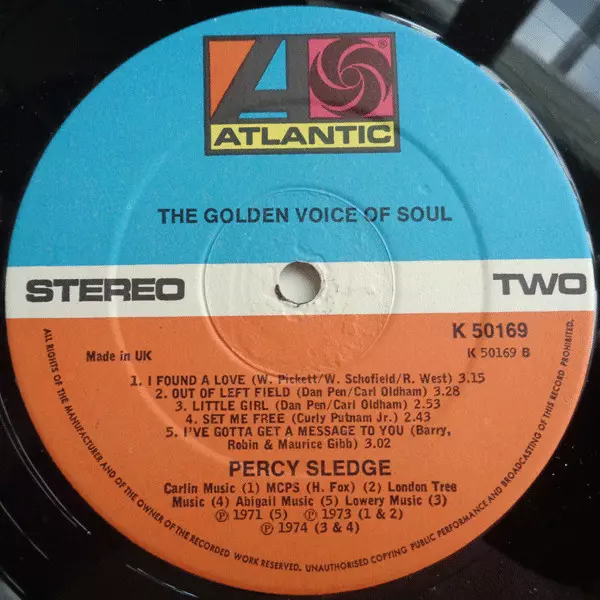 ®
ATLANTIC
THE GOLDEN VOICE OF SOUL
STEREO
TWO
K 50169
Made in UK
K 50169 B
1. I FOUND A LOVE (W. Pickett/W. Schofield/R. West) 3.15
2. OUT OF LEFT FIELD (Dan Pen/Carl Oldham) 3.28
3. LITTLE GIRL (Dan Pen/Carl Oldham) 2.53
4. SET ME FREE (Curly Putnam Jr.) 2.43
5. I'VE GOTTA GET A MESSAGE TO YOU (Barry,
Robin & Maurice Gibb) 3.02
PERCY SLEDGE
Carlin Music (1) MCPS (H. Fox) (2) London Tree
Music (4) Abigail Music (5) Lowery Music (3)
℗ 1971 (5) ℗ 1973 (1 & 2)
℗ 1974 (3 & 4)
ALL RIGHTS OF THE MANUFACTURER AND OF THE OWNER OF THE RECORDED WORK RESERVED. UNAUTHORISED COPYING PUBLIC PERFORMANCE AND BROADCASTING OF THIS RECORD PROHIBITED.